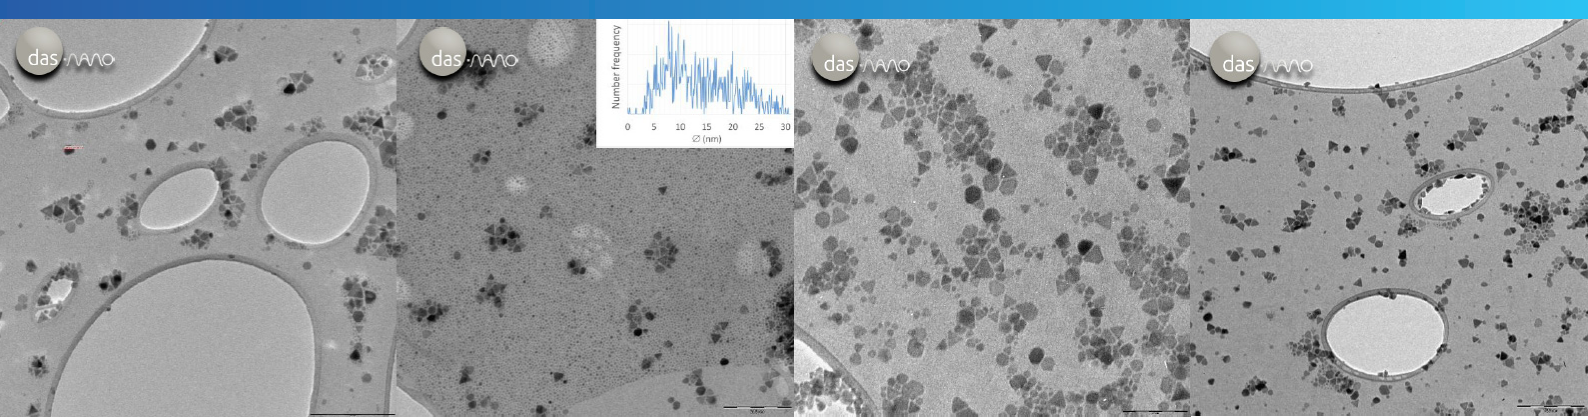 das-nano
das-nano
Number frequency
0 5 10 15 20 25 30
∅ (nm)
das-nano
das-nano